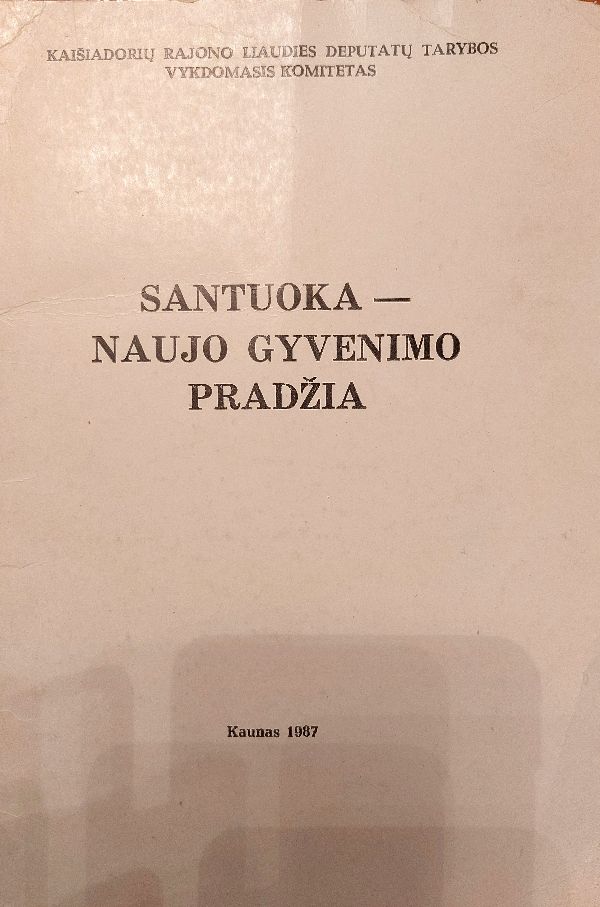 KAIŠIADORIŲ RAJONO LIAUDIES DEPUTATŲ TARYBOS
VYKDOMASIS KOMITETAS
SANTUOKA —
NAUJO GYVENIMO
PRADŽIA
Kaunas 1987